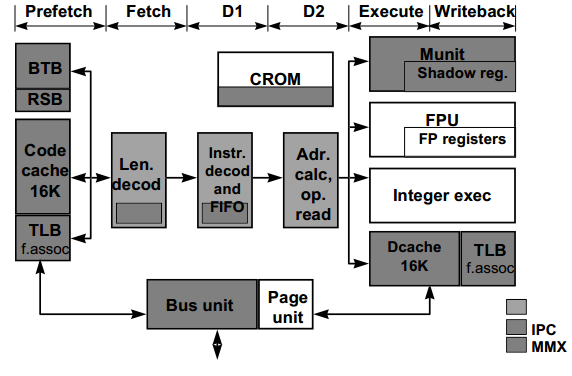 Prefetch Fetch D1 D2 Execute Writeback
BTB
RSB
CROM
Munit
Shadow reg.
FPU
FP registers
Code
cache
16K
Len.
decod
Instr.
decod
and
FIFO
Adr.
calc,
op.
read
Integer exec
TLB
f.assoc
Dcache
16K
TLB
f.assoc
Bus unit
Page
unit
IPC
MMX